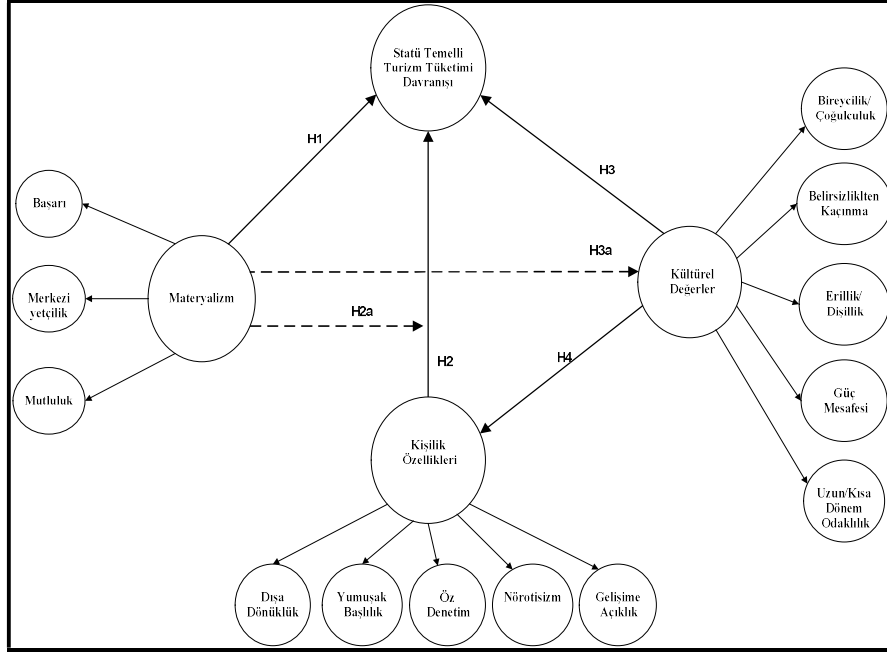 Statü Temelli
Turizm Tüketimi
Davranışı
Bireycilik/
Çoğulculuk
H1
H3
Başarı
Belirsizlikten
Kaçınma
H3a
Kültürel
Değerler
Materyalizm
Merkezi
yetçilik
Erillik/
Dişillik
H2a
H2
H4
Mutluluk
Güç
Mesafesi
Kişilik
Özellikleri
Uzun/Kısa
Dönem
Odaklılık
Dışa
Dönüklük
Yumuşak
Başlılık
Öz
Denetim
Nörotisizm
Gelişime
Açıklık